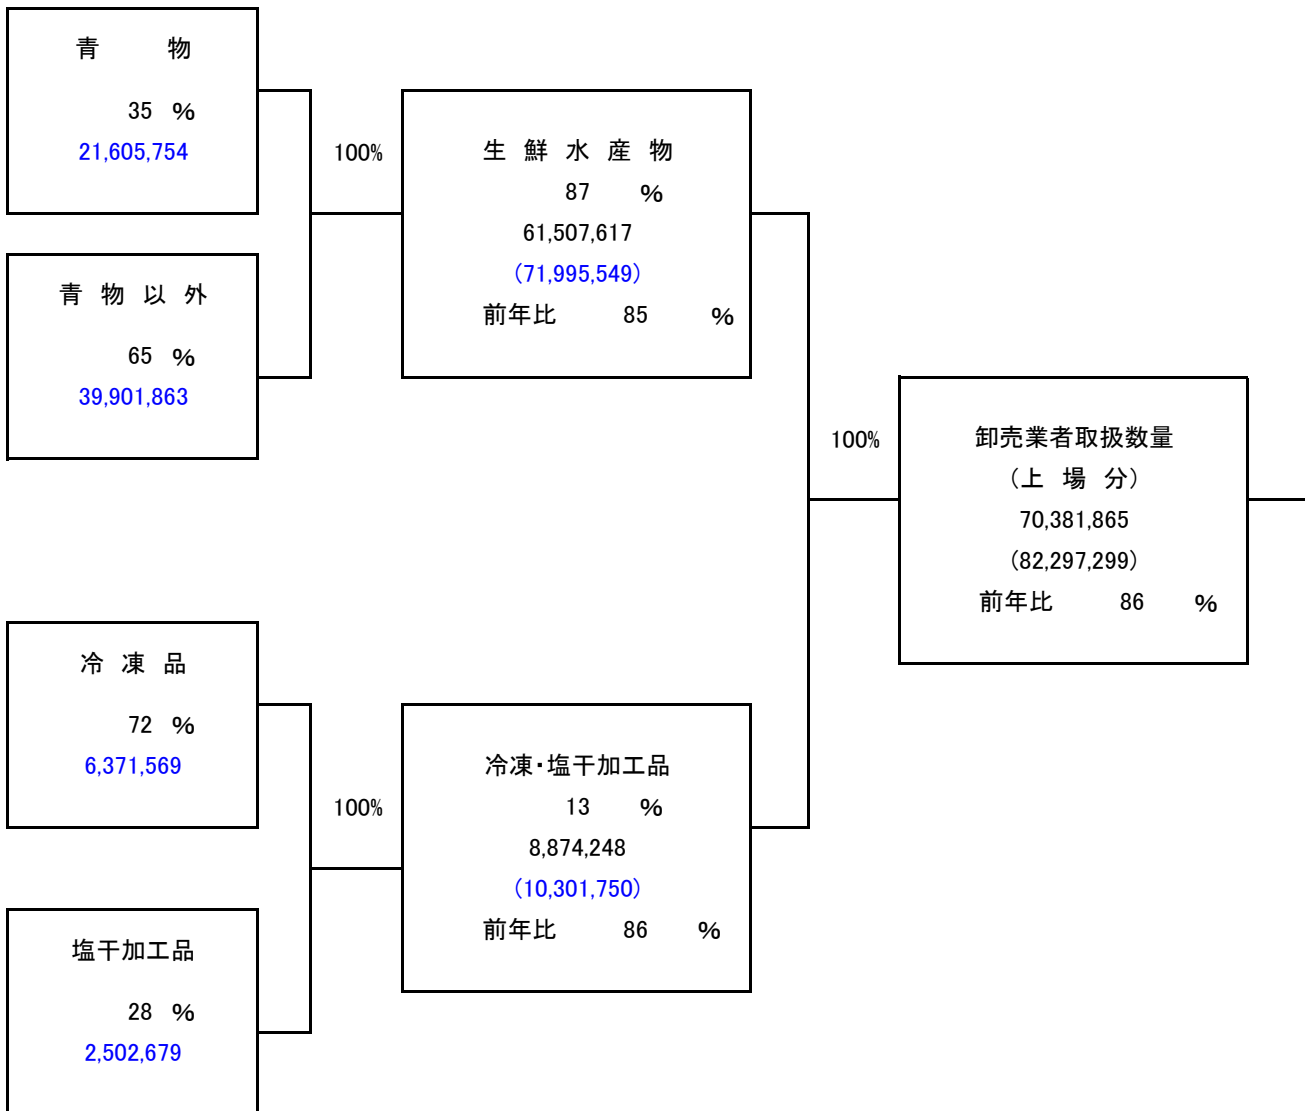 青 物
35 %
21,605,754
青 物 以 外
65 %
39,901,863
100%
生 鮮 水 産 物
87 %
61,507,617
(71,995,549)
前年比 85 %
100%
卸売業者取扱数量
(上 場 分)
70,381,865
(82,297,299)
前年比 86 %
冷 凍 品
72 %
6,371,569
塩干加工品
28 %
2,502,679
100%
冷凍・塩干加工品
13 %
8,874,248
(10,301,750)
前年比 86 %